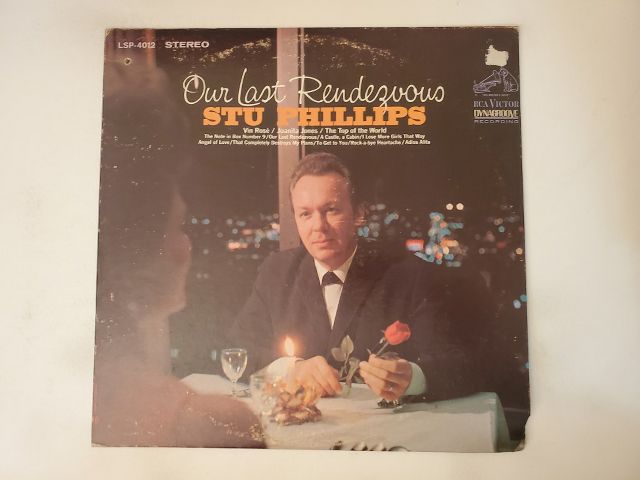 LSP-4012 STEREO
Our Last Rendezvous
STU PHILLIPS
Vin Rosé / Juanita Jones / The Top of the World
The Note in Box Number 9/Our Last Rendezvous/A Castle, a Cabin/I Lose More Girls That Way
Angel of Love/That Completely Destroys My Plans/To Get to You/Rock-a-bye Heartache/Adios Aita
RCA VICTOR
DYNAGROOVE
RECORDING